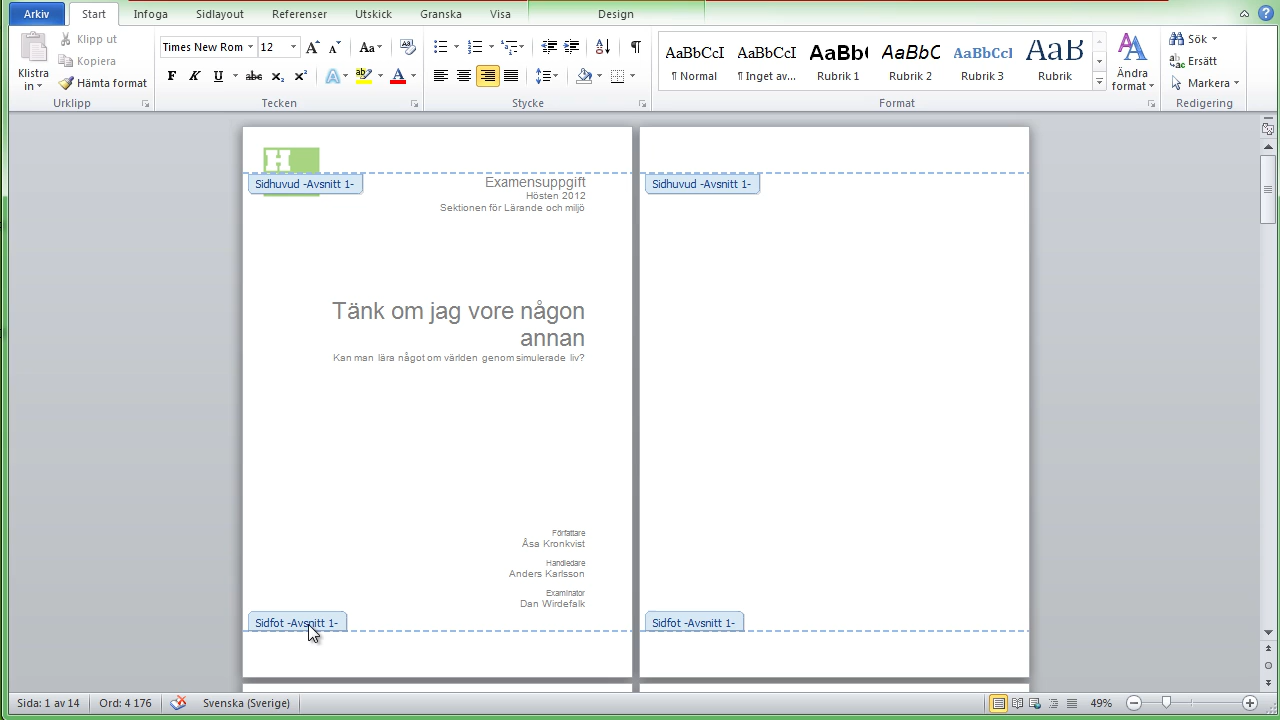 Arkiv Start Infoga Sidlayout Referenser Utskick Granska Visa Design
Klistra in
Klipp ut
Kopiera
Hämta format
Urklipp
Times New Rom 12
Tecken
Stycke
AaBbCcI AaBbCcI AaBb( AaBbC AaBbCcI AaB
¶ Normal ¶ Inget av... Rubrik 1 Rubrik 2 Rubrik 3 Rubrik
Ändra format
Format
Sök
Ersätt
Markera
Redigering
H
Sidhuvud -Avsnitt 1-
Examensuppgift
Hösten 2012
Sektionen för Lärande och miljö
Tänk om jag vore någon
annan
Kan man lära något om världen genom simulerade liv?
Författare
Åsa Kronkvist
Handledare
Anders Karlsson
Examinator
Dan Wirdefalk
Sidfot -Avsnitt 1-
Sidhuvud -Avsnitt 1-
Sidfot -Avsnitt 1-
Sida: 1 av 14 Ord: 4 176 Svenska (Sverige) 49%